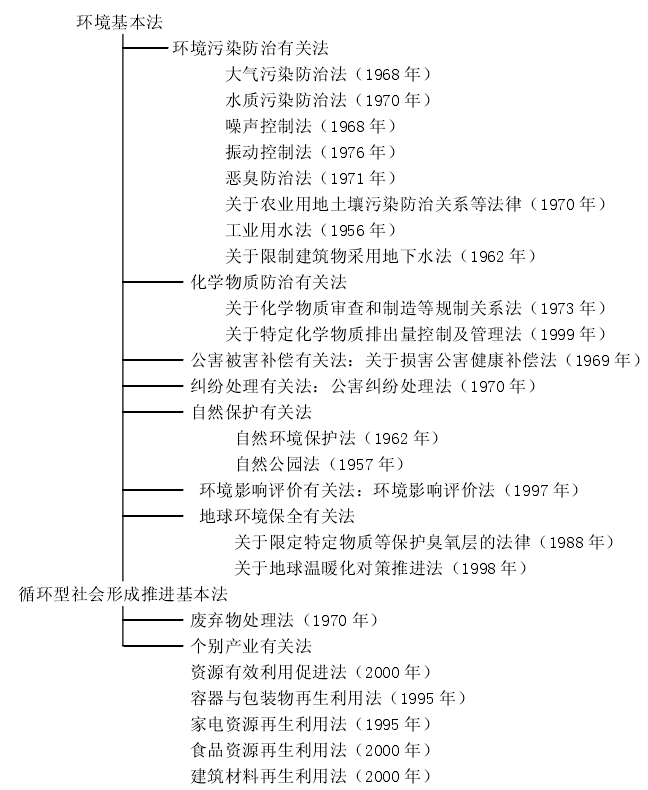 环境基本法
环境污染防治有关法
大气污染防治法（1968 年）
水质污染防治法（1970 年）
噪声控制法（1968 年）
振动控制法（1976 年）
恶臭防治法（1971 年）
关于农业用地土壤污染防治关系等法律（1970 年）
工业用水法（1956 年）
关于限制建筑物采用地下水法（1962 年）
化学物质防治有关法
关于化学物质审查和制造等规制关系法（1973 年）
关于特定化学物质排出量控制及管理法（1999 年）
公害被害补偿有关法：关于损害公害健康补偿法（1969 年）
纠纷处理有关法：公害纠纷处理法（1970 年）
自然保护有关法
自然环境保护法（1962 年）
自然公园法（1957 年）
环境影响评价有关法：环境影响评价法（1997 年）
地球环境保全有关法
关于限定特定物质等保护臭氧层的法律（1988 年）
关于地球温暖化对策推进法（1998 年）
循环型社会形成推进基本法
废弃物处理法（1970 年）
个别产业有关法
资源有效利用促进法（2000 年）
容器与包装物再生利用法（1995 年）
家电资源再生利用法（1995 年）
食品资源再生利用法（2000 年）
建筑材料再生利用法（2000 年）